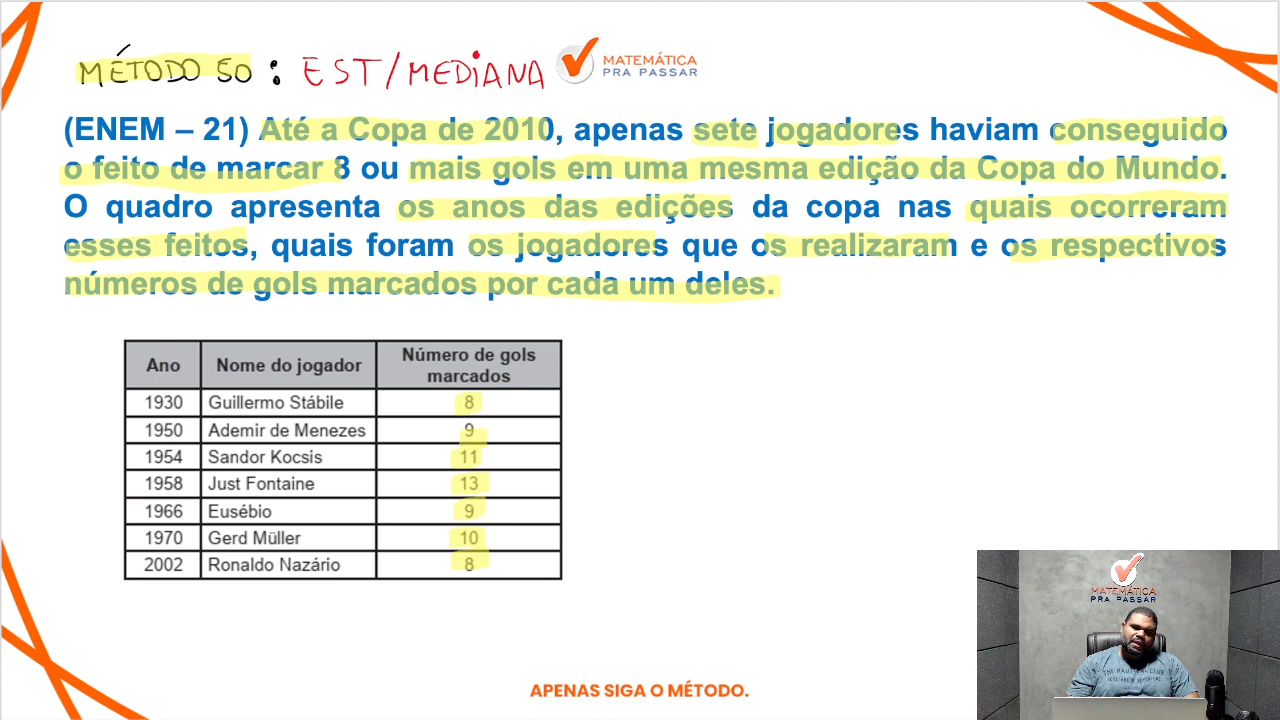 MÉTODO 50 : EST/MEDIANA
MATEMÁTICA
PRA PASSAR
(ENEM – 21) Até a Copa de 2010, apenas sete jogadores haviam conseguido
o feito de marcar 8 ou mais gols em uma mesma edição da Copa do Mundo.
O quadro apresenta os anos das edições da copa nas quais ocorreram
esses feitos, quais foram os jogadores que os realizaram e os respectivos
números de gols marcados por cada um deles.
Ano Nome do jogador Número de gols
marcados
1930 Guillermo Stábile 8
1950 Ademir de Menezes 9
1954 Sandor Kocsis 11
1958 Just Fontaine 13
1966 Eusébio 9
1970 Gerd Müller 10
2002 Ronaldo Nazário 8
MATEMÁTICA
PRA PASSAR
APENAS SIGA O MÉTODO.